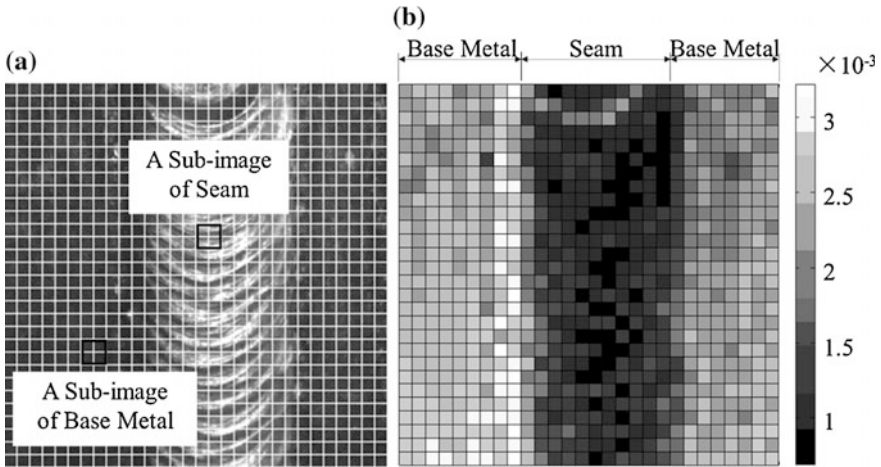 (a)
A Sub-image
of Seam
A Sub-image
of Base Metal
(b)
Base Metal
Seam
Base Metal
×10⁻³
3
2.5
2
1.5
1